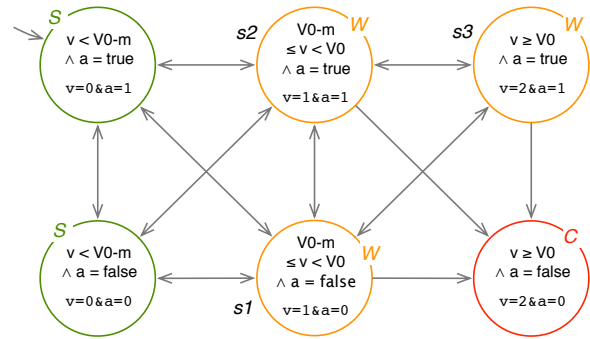 S
v < V0-m
∧ a = true
v=0&a=1
s2
W
V0-m
≤ v < V0
∧ a = true
v=1&a=1
s3
W
v ≥ V0
∧ a = true
v=2&a=1
S
v < V0-m
∧ a = false
v=0&a=0
s1
W
V0-m
≤ v < V0
∧ a = false
v=1&a=0
C
v ≥ V0
∧ a = false
v=2&a=0